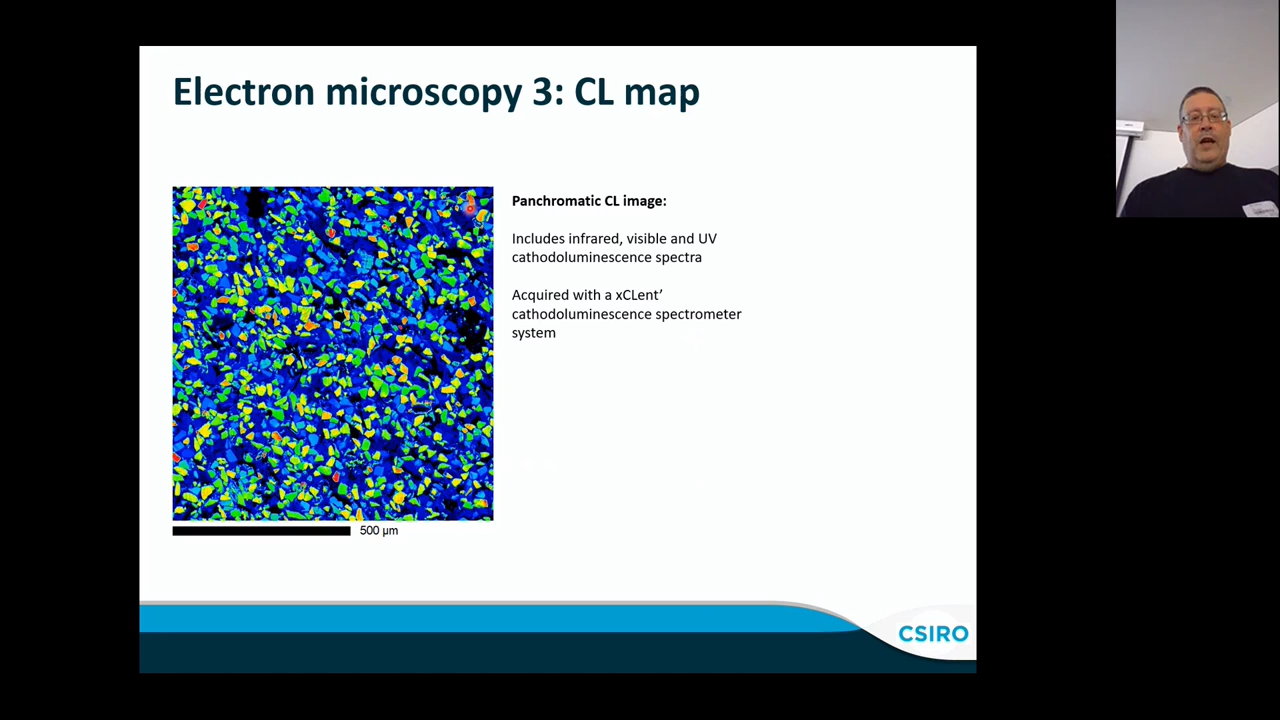 Electron microscopy 3: CL map
Panchromatic CL image:
Includes infrared, visible and UV
cathodoluminescence spectra
Acquired with a xCLent’
cathodoluminescence spectrometer
system
500 µm
CSIRO